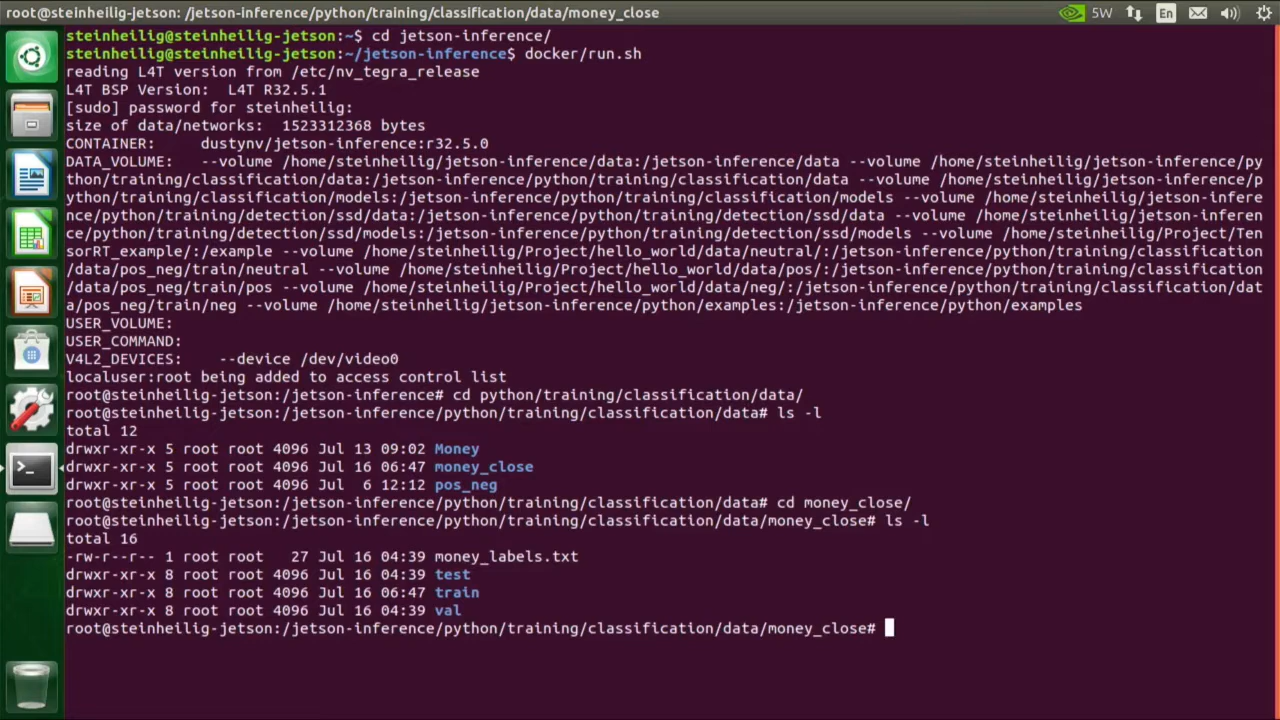 root@steinheilig-jetson: /jetson-inference/python/training/classification/data/money_close
5W
En
steinheilig@steinheilig-jetson:~$ cd jetson-inference/
steinheilig@steinheilig-jetson:~/jetson-inference$ docker/run.sh
reading L4T version from /etc/nv_tegra_release
L4T BSP Version:  L4T R32.5.1
[sudo] password for steinheilig:
size of data/networks:  1523312368 bytes
CONTAINER:     dustynv/jetson-inference:r32.5.0
DATA_VOLUME:   --volume /home/steinheilig/jetson-inference/data:/jetson-inference/data --volume /home/steinheilig/jetson-inference/py
thon/training/classification/data:/jetson-inference/python/training/classification/data --volume /home/steinheilig/jetson-inference/p
ython/training/classification/models:/jetson-inference/python/training/classification/models --volume /home/steinheilig/jetson-infere
nce/python/training/detection/ssd/data:/jetson-inference/python/training/detection/ssd/data --volume /home/steinheilig/jetson-inferen
ce/python/training/detection/ssd/models:/jetson-inference/python/training/detection/ssd/models --volume /home/steinheilig/Project/Ten
sorRT_example/:/example --volume /home/steinheilig/Project/hello_world/data/neutral/:/jetson-inference/python/training/classification
/data/pos_neg/train/neutral --volume /home/steinheilig/Project/hello_world/data/pos/:/jetson-inference/python/training/classification
/data/pos_neg/train/pos --volume /home/steinheilig/Project/hello_world/data/neg/:/jetson-inference/python/training/classification/dat
a/pos_neg/train/neg --volume /home/steinheilig/jetson-inference/python/examples:/jetson-inference/python/examples
USER_VOLUME:
USER_COMMAND:
V4L2_DEVICES:    --device /dev/video0
localuser:root being added to access control list
root@steinheilig-jetson:/jetson-inference# cd python/training/classification/data/
root@steinheilig-jetson:/jetson-inference/python/training/classification/data# ls -l
total 12
drwxr-xr-x 5 root root 4096 Jul 13 09:02 Money
drwxr-xr-x 5 root root 4096 Jul 16 06:47 money_close
drwxr-xr-x 5 root root 4096 Jul  6 12:12 pos_neg
root@steinheilig-jetson:/jetson-inference/python/training/classification/data# cd money_close/
root@steinheilig-jetson:/jetson-inference/python/training/classification/data/money_close# ls -l
total 16
-rw-r--r-- 1 root root   27 Jul 16 04:39 money_labels.txt
drwxr-xr-x 8 root root 4096 Jul 16 04:39 test
drwxr-xr-x 8 root root 4096 Jul 16 06:47 train
drwxr-xr-x 8 root root 4096 Jul 16 04:39 val
root@steinheilig-jetson:/jetson-inference/python/training/classification/data/money_close#